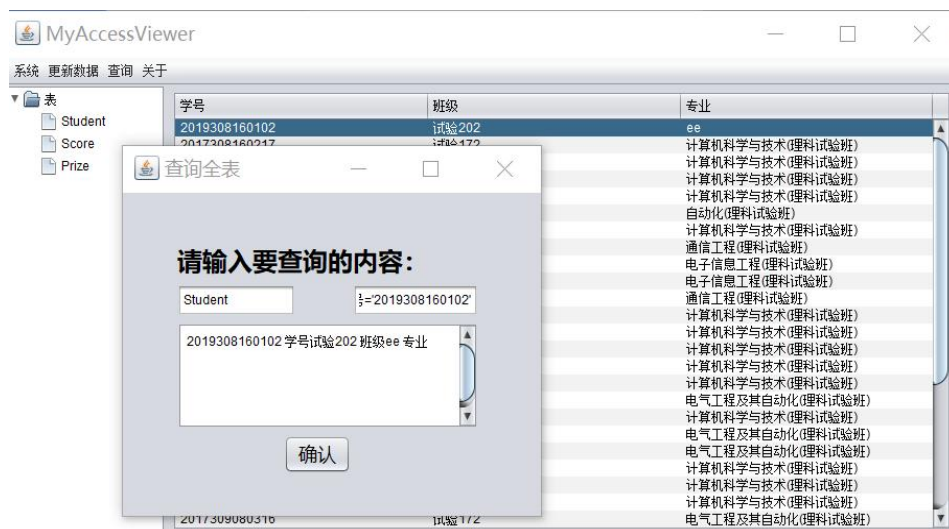 MyAccessViewer
系统 更新数据 查询 关于
表
Student
Score
Prize
学号 班级 专业
2019308160102 试验202 ee
2017308160217 试验172 计算机科学与技术(理科试验班)
计算机科学与技术(理科试验班)
计算机科学与技术(理科试验班)
计算机科学与技术(理科试验班)
自动化(理科试验班)
计算机科学与技术(理科试验班)
通信工程(理科试验班)
电子信息工程(理科试验班)
电子信息工程(理科试验班)
通信工程(理科试验班)
计算机科学与技术(理科试验班)
计算机科学与技术(理科试验班)
计算机科学与技术(理科试验班)
计算机科学与技术(理科试验班)
计算机科学与技术(理科试验班)
电气工程及其自动化(理科试验班)
计算机科学与技术(理科试验班)
电气工程及其自动化(理科试验班)
电气工程及其自动化(理科试验班)
计算机科学与技术(理科试验班)
计算机科学与技术(理科试验班)
计算机科学与技术(理科试验班)
2017309080316 试验172 电气工程及其自动化(理科试验班)
查询全表
请输入要查询的内容：
Student
='2019308160102'
2019308160102 学号试验202 班级ee 专业
确认